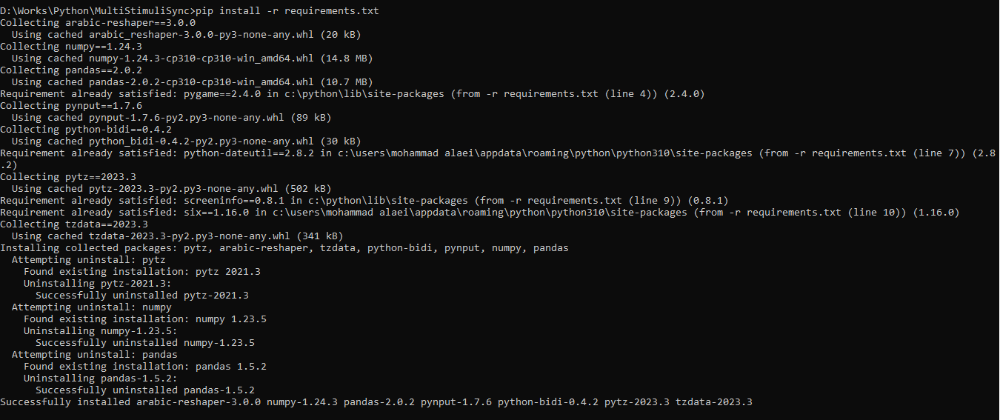 D:\Works\Python\MultiStimuliSync>pip install -r requirements.txt
Collecting arabic-reshaper==3.0.0
  Using cached arabic_reshaper-3.0.0-py3-none-any.whl (20 kB)
Collecting numpy==1.24.3
  Using cached numpy-1.24.3-cp310-cp310-win_amd64.whl (14.8 MB)
Collecting pandas==2.0.2
  Using cached pandas-2.0.2-cp310-cp310-win_amd64.whl (10.7 MB)
Requirement already satisfied: pygame==2.4.0 in c:\python\lib\site-packages (from -r requirements.txt (line 4)) (2.4.0)
Collecting pynput==1.7.6
  Using cached pynput-1.7.6-py2.py3-none-any.whl (89 kB)
Collecting python-bidi==0.4.2
  Using cached python_bidi-0.4.2-py2.py3-none-any.whl (30 kB)
Requirement already satisfied: python-dateutil==2.8.2 in c:\users\mohammad alaei\appdata\roaming\python\python310\site-packages (from -r requirements.txt (line 7)) (2.8
.2)
Collecting pytz==2023.3
  Using cached pytz-2023.3-py2.py3-none-any.whl (502 kB)
Requirement already satisfied: screeninfo==0.8.1 in c:\python\lib\site-packages (from -r requirements.txt (line 9)) (0.8.1)
Requirement already satisfied: six==1.16.0 in c:\users\mohammad alaei\appdata\roaming\python\python310\site-packages (from -r requirements.txt (line 10)) (1.16.0)
Collecting tzdata==2023.3
  Using cached tzdata-2023.3-py2.py3-none-any.whl (341 kB)
Installing collected packages: pytz, arabic-reshaper, tzdata, python-bidi, pynput, numpy, pandas
  Attempting uninstall: pytz
    Found existing installation: pytz 2021.3
    Uninstalling pytz-2021.3:
      Successfully uninstalled pytz-2021.3
  Attempting uninstall: numpy
    Found existing installation: numpy 1.23.5
    Uninstalling numpy-1.23.5:
      Successfully uninstalled numpy-1.23.5
  Attempting uninstall: pandas
    Found existing installation: pandas 1.5.2
    Uninstalling pandas-1.5.2:
      Successfully uninstalled pandas-1.5.2
Successfully installed arabic-reshaper-3.0.0 numpy-1.24.3 pandas-2.0.2 pynput-1.7.6 python-bidi-0.4.2 pytz-2023.3 tzdata-2023.3